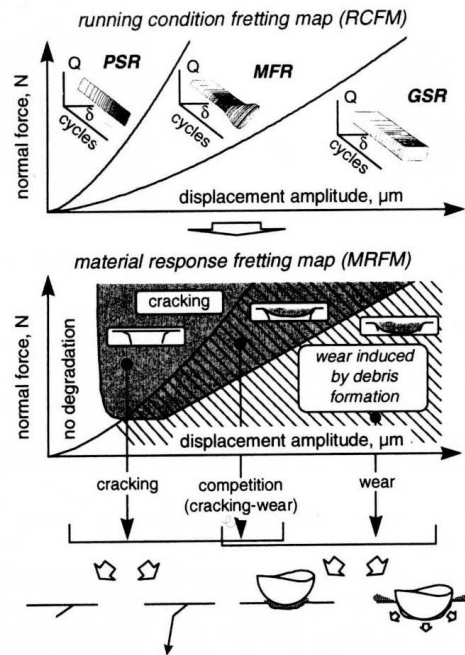 running condition fretting map (RCFM)
normal force, N
Q
PSR
δ
cycles
Q
MFR
δ
cycles
Q
GSR
δ
cycles
displacement amplitude, µm
material response fretting map (MRFM)
normal force, N
no degradation
cracking
wear induced
by debris
formation
displacement amplitude, µm
cracking
competition
(cracking-wear)
wear